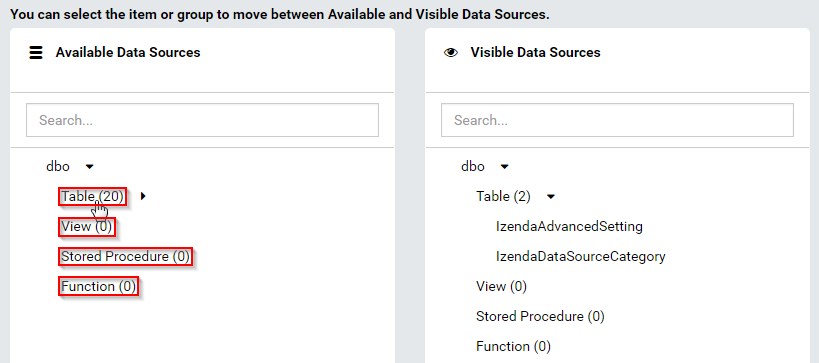 You can select the item or group to move between Available and Visible Data Sources.
Available Data Sources
Search...
dbo
Table (20)
View (0)
Stored Procedure (0)
Function (0)
Visible Data Sources
Search...
dbo
Table (2)
IzendaAdvancedSetting
IzendaDataSourceCategory
View (0)
Stored Procedure (0)
Function (0)